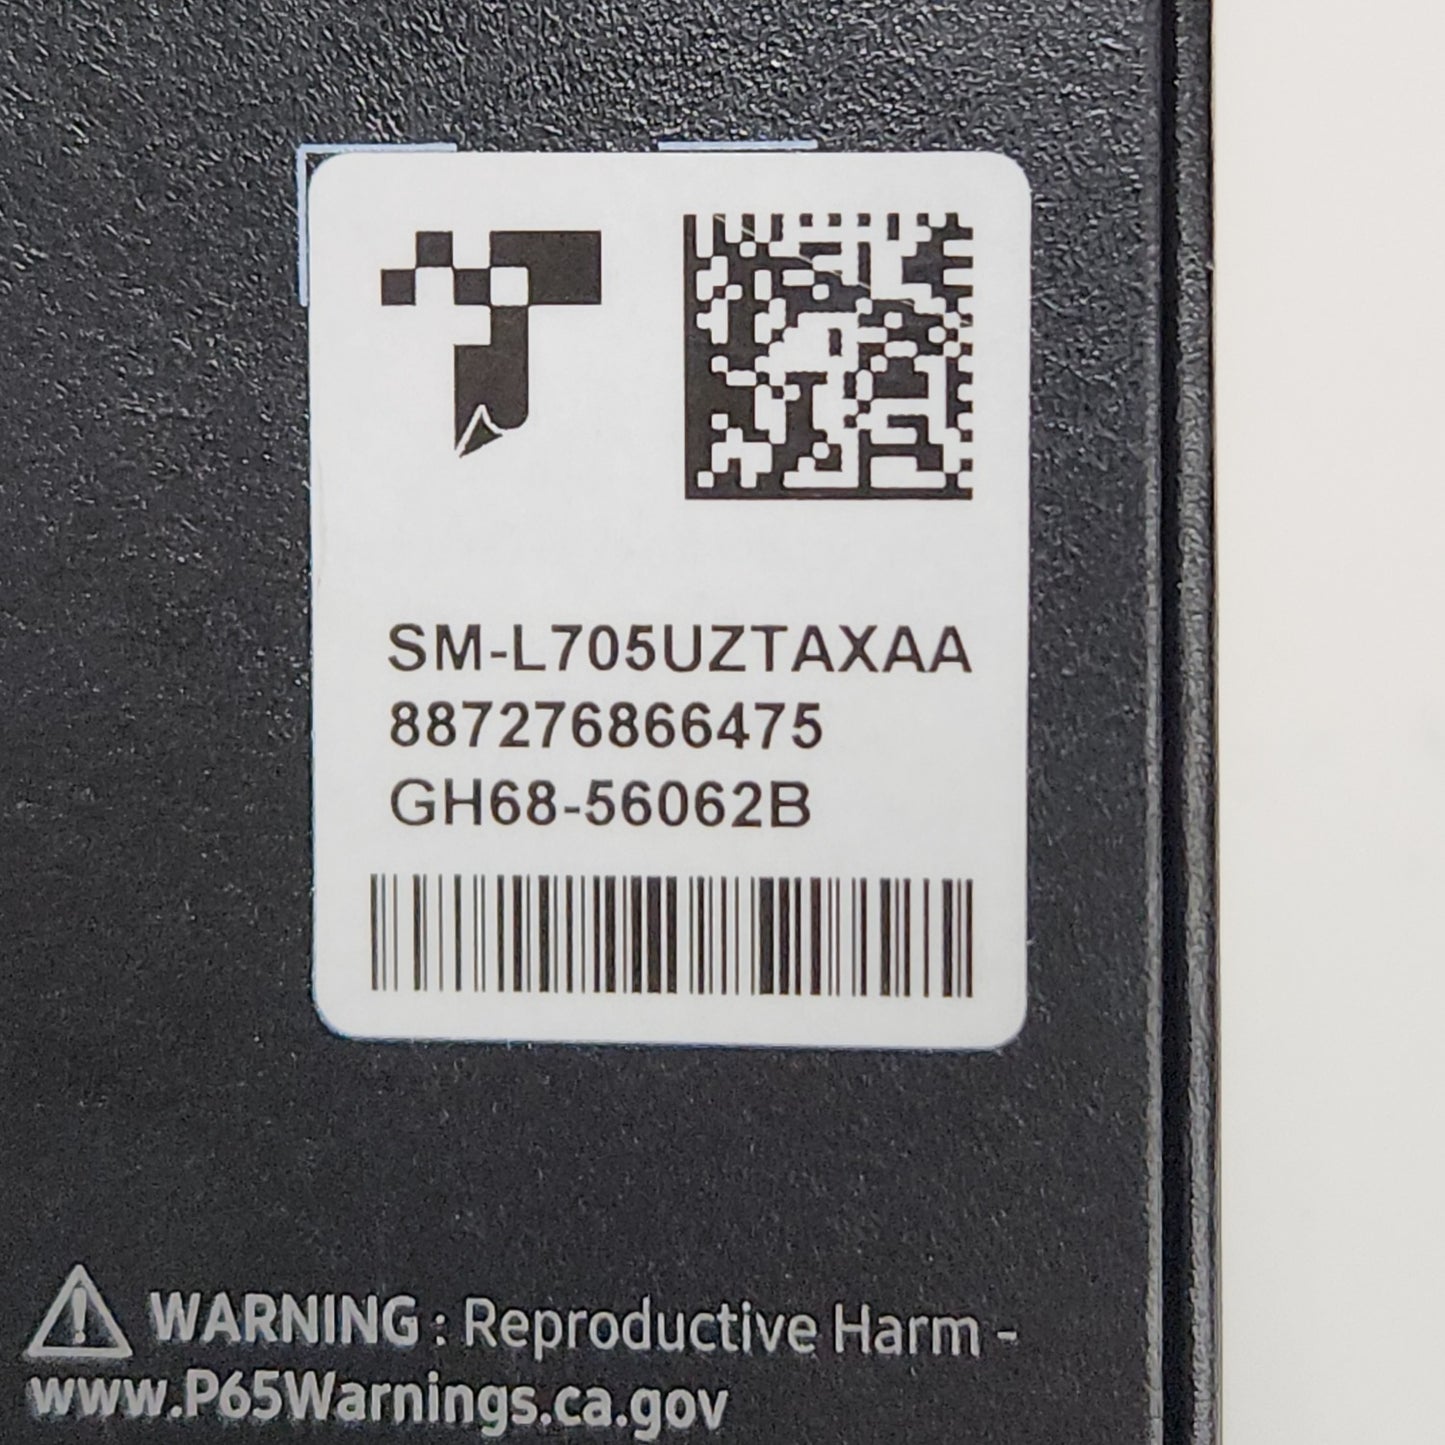 SM-L705UZTAXAA
887276866475
GH68-56062B
WARNING : Reproductive Harm -
www.P65Warnings.ca.gov